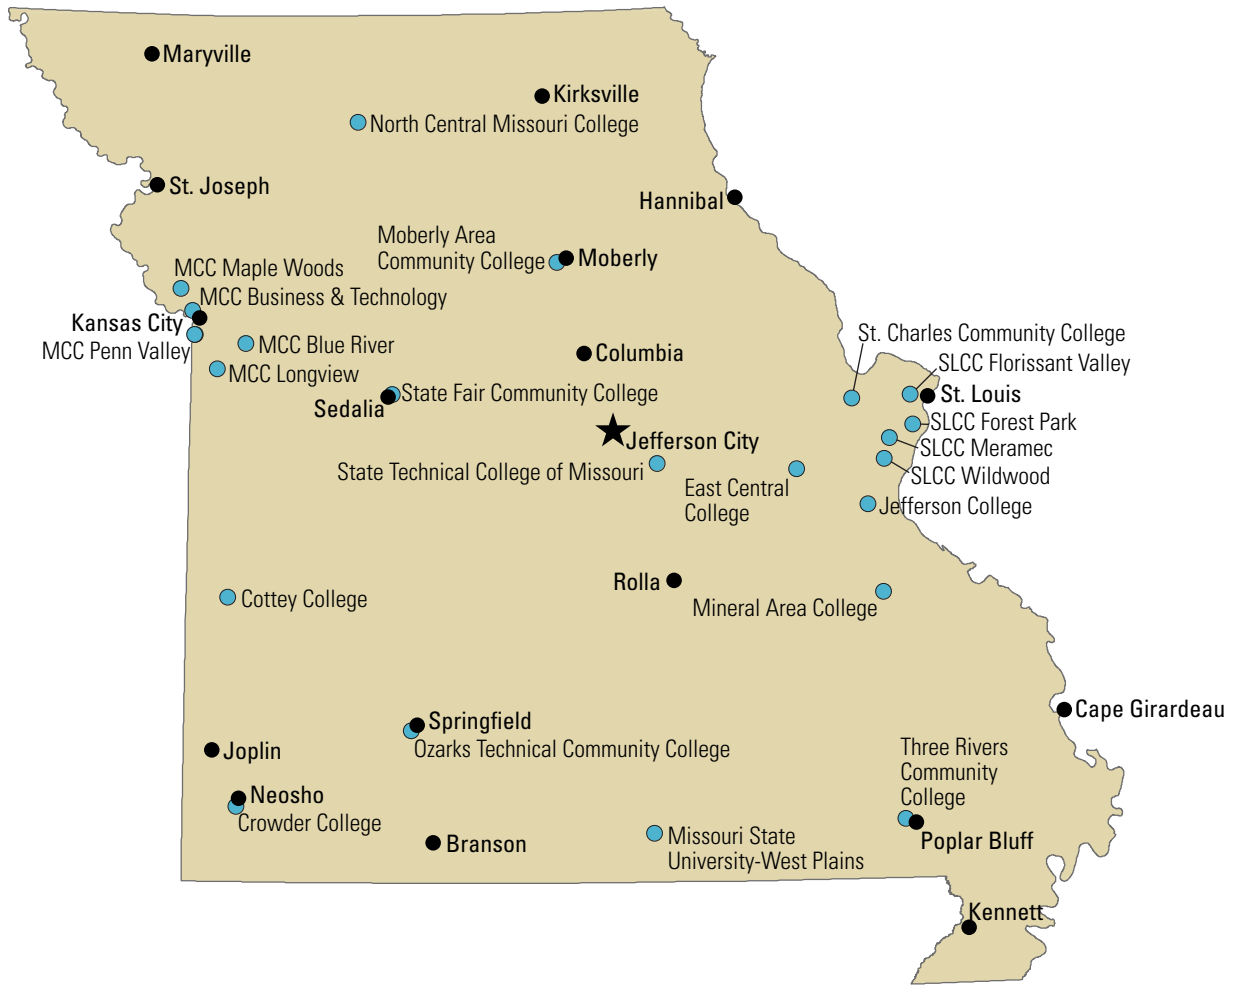 Maryville
Kirksville
North Central Missouri College
St. Joseph
Hannibal
Moberly Area
Community College
Moberly
MCC Maple Woods
MCC Business & Technology
Kansas City
MCC Penn Valley
MCC Blue River
MCC Longview
Columbia
St. Charles Community College
SLCC Florissant Valley
State Fair Community College
Sedalia
St. Louis
SLCC Forest Park
Jefferson City
SLCC Meramec
State Technical College of Missouri
SLCC Wildwood
East Central
College
Jefferson College
Rolla
Cottey College
Mineral Area College
Cape Girardeau
Springfield
Ozarks Technical Community College
Joplin
Three Rivers
Community
College
Neosho
Crowder College
Branson
Missouri State
University-West Plains
Poplar Bluff
Kennett